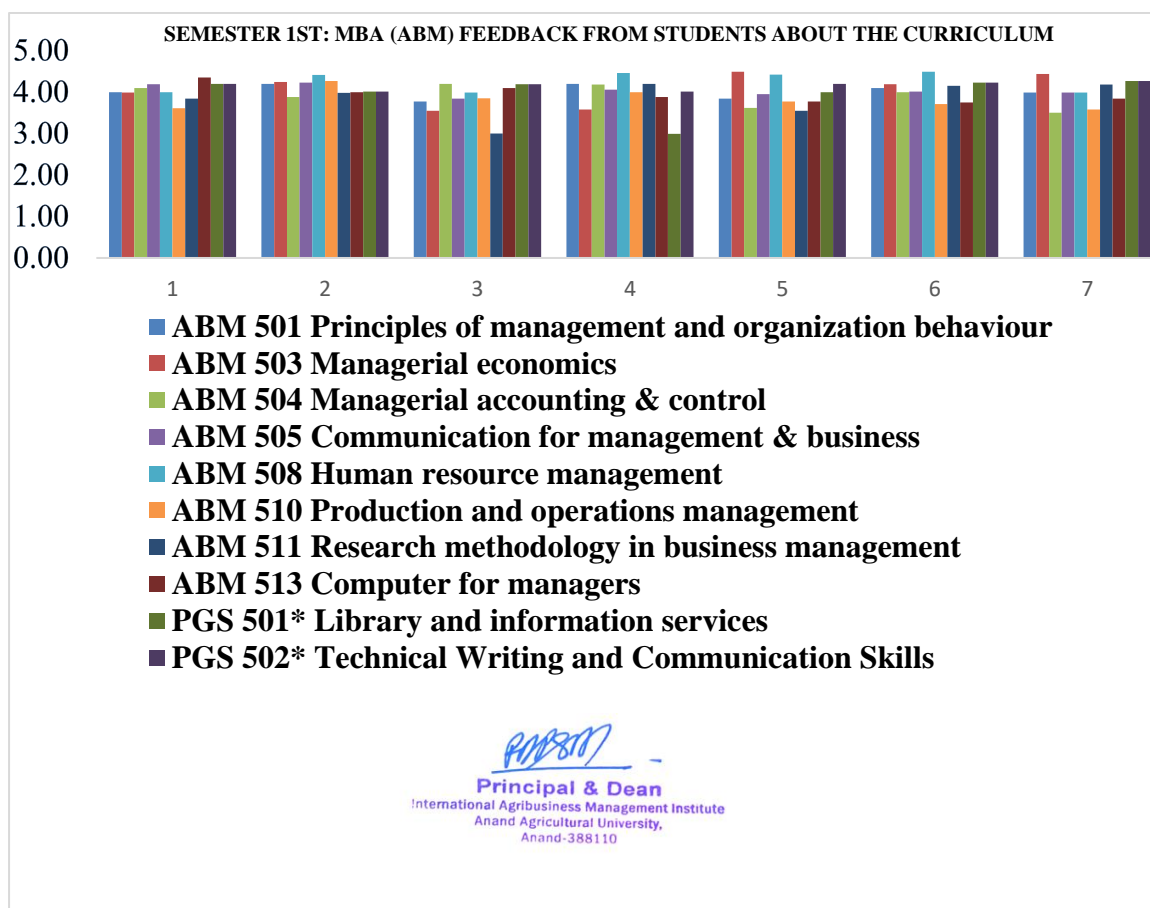 SEMESTER 1ST: MBA (ABM) FEEDBACK FROM STUDENTS ABOUT THE CURRICULUM
5.00
4.00
3.00
2.00
1.00
0.00
1 2 3 4 5 6 7
ABM 501 Principles of management and organization behaviour
ABM 503 Managerial economics
ABM 504 Managerial accounting & control
ABM 505 Communication for management & business
ABM 508 Human resource management
ABM 510 Production and operations management
ABM 511 Research methodology in business management
ABM 513 Computer for managers
PGS 501* Library and information services
PGS 502* Technical Writing and Communication Skills
Principal & Dean
International Agribusiness Management Institute
Anand Agricultural University,
Anand-388110